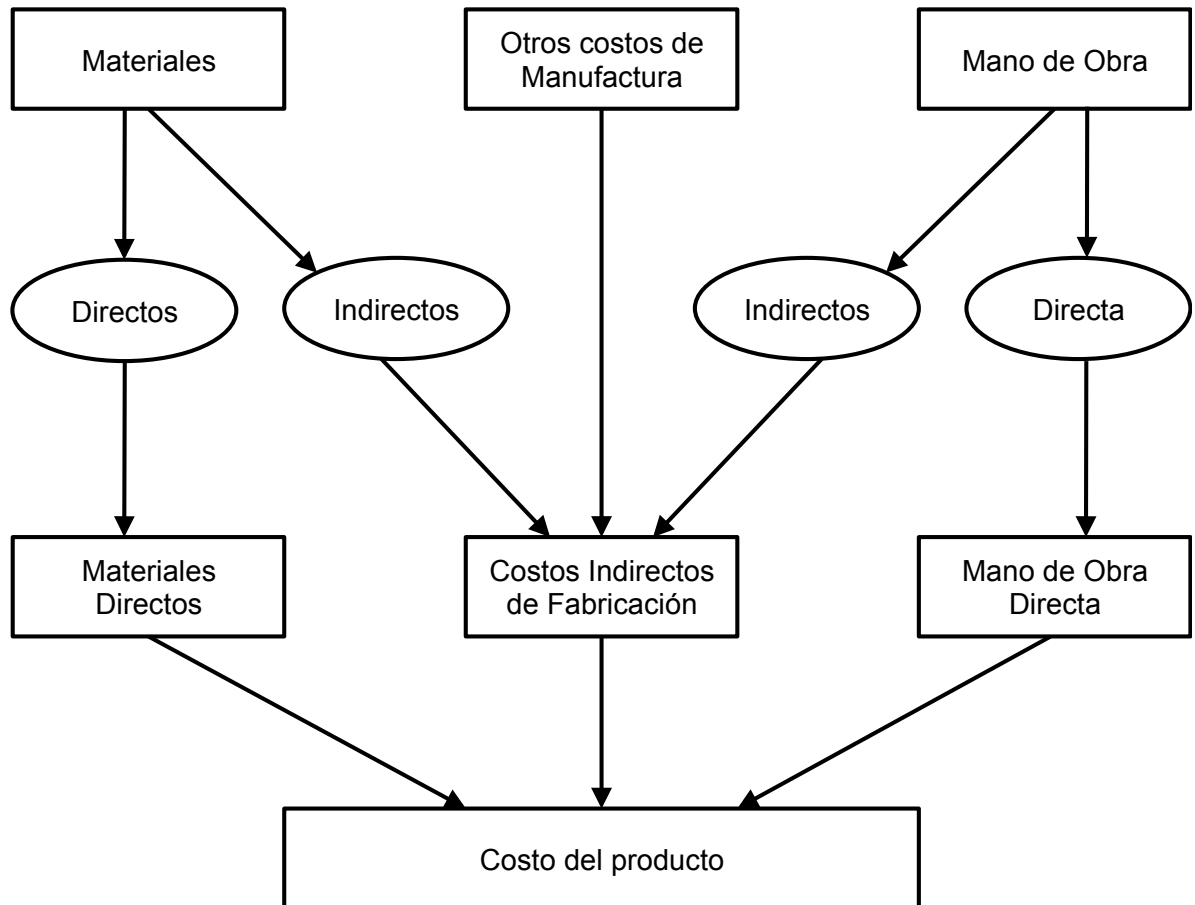 Materiales
Otros costos de
Manufactura
Mano de Obra
Directos
Indirectos
Indirectos
Directa
Materiales
Directos
Costos Indirectos
de Fabricación
Mano de Obra
Directa
Costo del producto